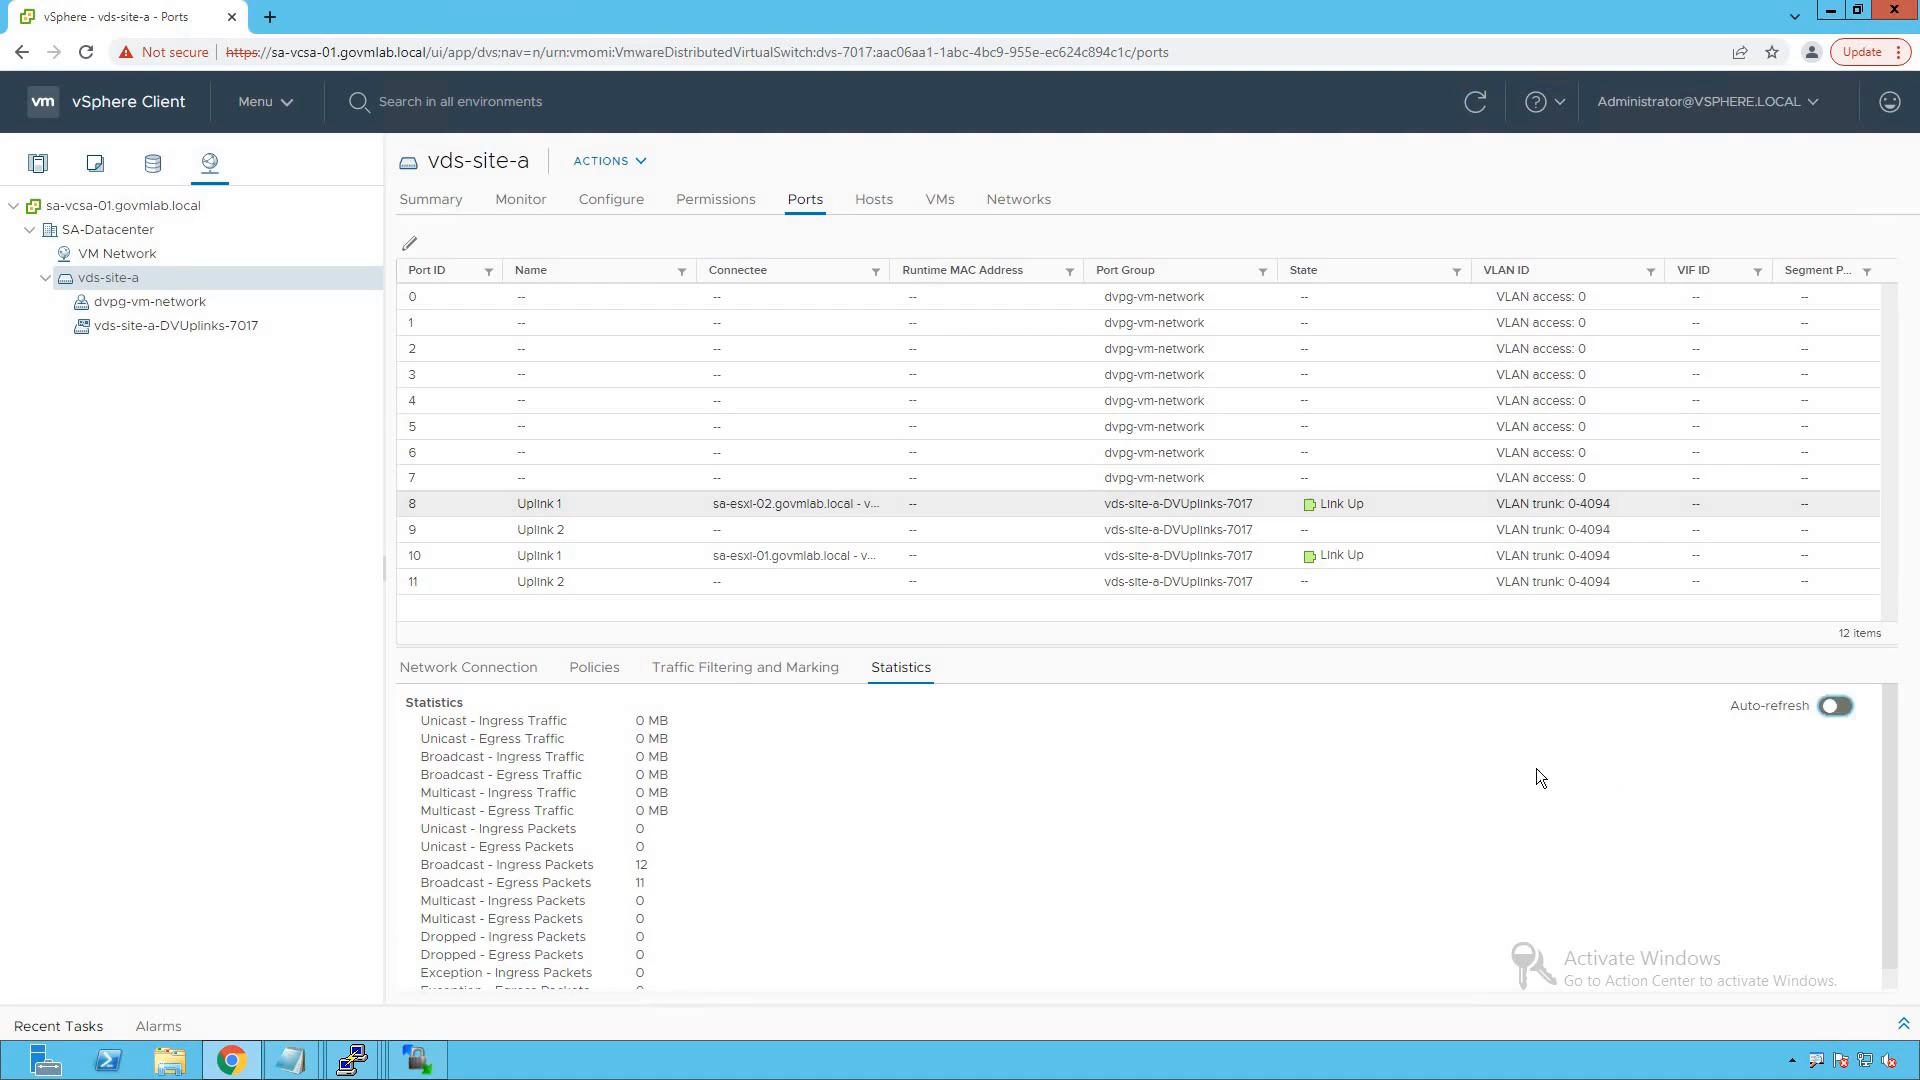 vSphere - vds-site-a - Ports
Not secure https://sa-vcsa-01.govmlab.local/ui/app/dvs;nav=n/urn:vmomi:VmwareDistributedVirtualSwitch:dvs-7017:aac06aa1-1abc-4bc9-955e-ec624c894c1c/ports Update
vm vSphere Client Menu Search in all environments Administrator@VSPHERE.LOCAL
vds-site-a ACTIONS
Summary Monitor Configure Permissions Ports Hosts VMs Networks
sa-vcsa-01.govmlab.local
SA-Datacenter
VM Network
vds-site-a
dvpg-vm-network
vds-site-a-DVUplinks-7017
Port ID Name Connectee Runtime MAC Address Port Group State VLAN ID VIF ID Segment P...
0 -- -- -- dvpg-vm-network -- VLAN access: 0 -- --
1 -- -- -- dvpg-vm-network -- VLAN access: 0 -- --
2 -- -- -- dvpg-vm-network -- VLAN access: 0 -- --
3 -- -- -- dvpg-vm-network -- VLAN access: 0 -- --
4 -- -- -- dvpg-vm-network -- VLAN access: 0 -- --
5 -- -- -- dvpg-vm-network -- VLAN access: 0 -- --
6 -- -- -- dvpg-vm-network -- VLAN access: 0 -- --
7 -- -- -- dvpg-vm-network -- VLAN access: 0 -- --
8 Uplink 1 sa-esxi-02.govmlab.local - v... -- vds-site-a-DVUplinks-7017 Link Up VLAN trunk: 0-4094 -- --
9 Uplink 2 -- -- vds-site-a-DVUplinks-7017 -- VLAN trunk: 0-4094 -- --
10 Uplink 1 sa-esxi-01.govmlab.local - v... -- vds-site-a-DVUplinks-7017 Link Up VLAN trunk: 0-4094 -- --
11 Uplink 2 -- -- vds-site-a-DVUplinks-7017 -- VLAN trunk: 0-4094 -- --
12 items
Network Connection Policies Traffic Filtering and Marking Statistics
Statistics Auto-refresh
Unicast - Ingress Traffic 0 MB
Unicast - Egress Traffic 0 MB
Broadcast - Ingress Traffic 0 MB
Broadcast - Egress Traffic 0 MB
Multicast - Ingress Traffic 0 MB
Multicast - Egress Traffic 0 MB
Unicast - Ingress Packets 0
Unicast - Egress Packets 0
Broadcast - Ingress Packets 12
Broadcast - Egress Packets 11
Multicast - Ingress Packets 0
Multicast - Egress Packets 0
Dropped - Ingress Packets 0
Dropped - Egress Packets 0
Exception - Ingress Packets 0
Activate Windows
Go to Action Center to activate Windows.
Recent Tasks Alarms